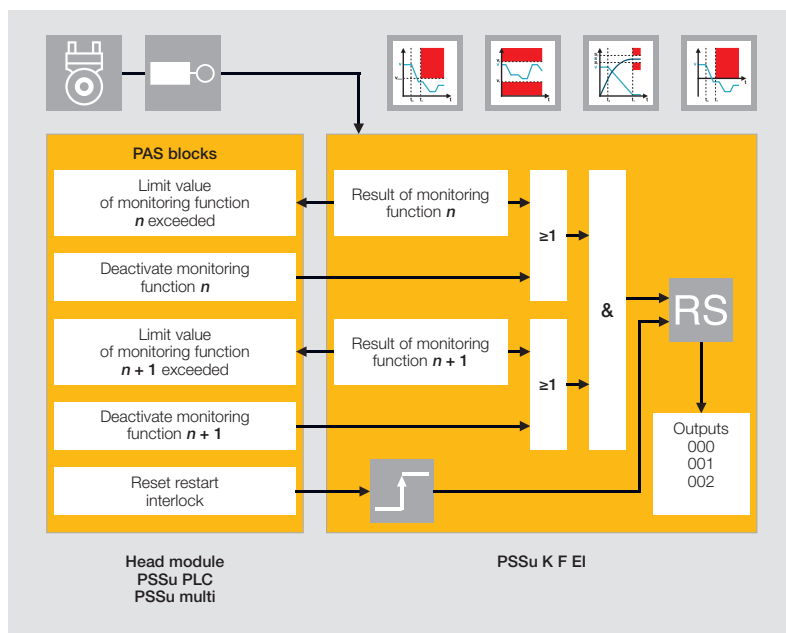 PAS blocks
Limit value
of monitoring function
n exceeded
Result of monitoring
function n
≥1
Deactivate monitoring
function n
&
RS
Limit value
of monitoring function
n + 1 exceeded
Result of monitoring
function n + 1
≥1
Deactivate monitoring
function n + 1
Outputs
000
001
002
Reset restart
interlock
Head module
PSSu PLC
PSSu multi
PSSu K F EI